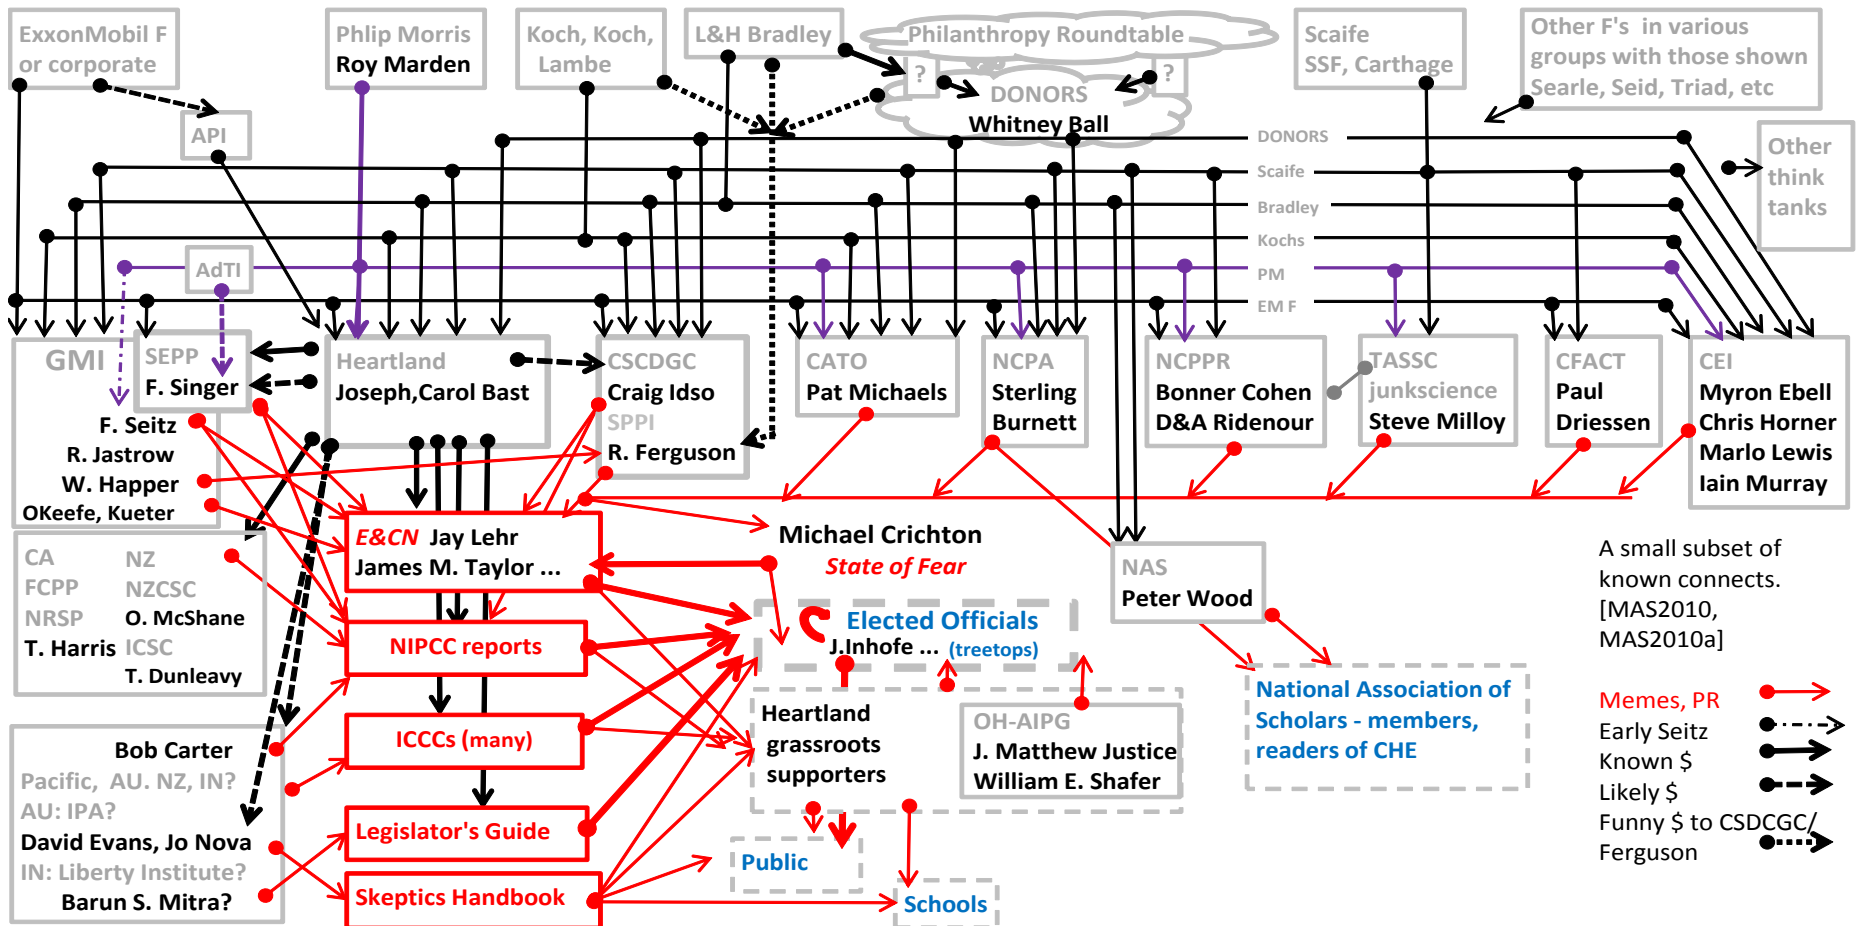 ExxonMobil F
or corporate
Phlip Morris
Roy Marden
Koch, Koch,
Lambe
L&H Bradley
Philanthropy Roundtable
?
?
DONORS
Whitney Ball
Scaife
SSF, Carthage
Other F's in various
groups with those shown
Searle, Seid, Triad, etc
API
Other
think
tanks
DONORS
Scaife
Bradley
Kochs
PM
EM F
AdTI
GMI
SEPP
F. Singer
F. Seitz
R. Jastrow
W. Happer
OKeefe, Kueter
Heartland
Joseph,Carol Bast
CSCDGC
Craig Idso
SPPI
R. Ferguson
CATO
Pat Michaels
NCPA
Sterling
Burnett
NCPPR
Bonner Cohen
D&A Ridenour
TASSC
junkscience
Steve Milloy
CFACT
Paul
Driessen
CEI
Myron Ebell
Chris Horner
Marlo Lewis
Iain Murray
CA
FCPP
NRSP
T. Harris
NZ
NZCSC
O. McShane
ICSC
T. Dunleavy
E&CN Jay Lehr
James M. Taylor ...
Michael Crichton
State of Fear
NAS
Peter Wood
A small subset of
known connects.
[MAS2010,
MAS2010a]
NIPCC reports
Elected Officials
J.Inhofe ... (treetops)
ICCCs (many)
Heartland
grassroots
supporters
OH-AIPG
J. Matthew Justice
William E. Shafer
National Association of
Scholars - members,
readers of CHE
Memes, PR
Early Seitz
Known $
Likely $
Funny $ to CSDCGC/
Ferguson
Bob Carter
Pacific, AU. NZ, IN?
AU: IPA?
David Evans, Jo Nova
IN: Liberty Institute?
Barun S. Mitra?
Legislator's Guide
Skeptics Handbook
Public
Schools